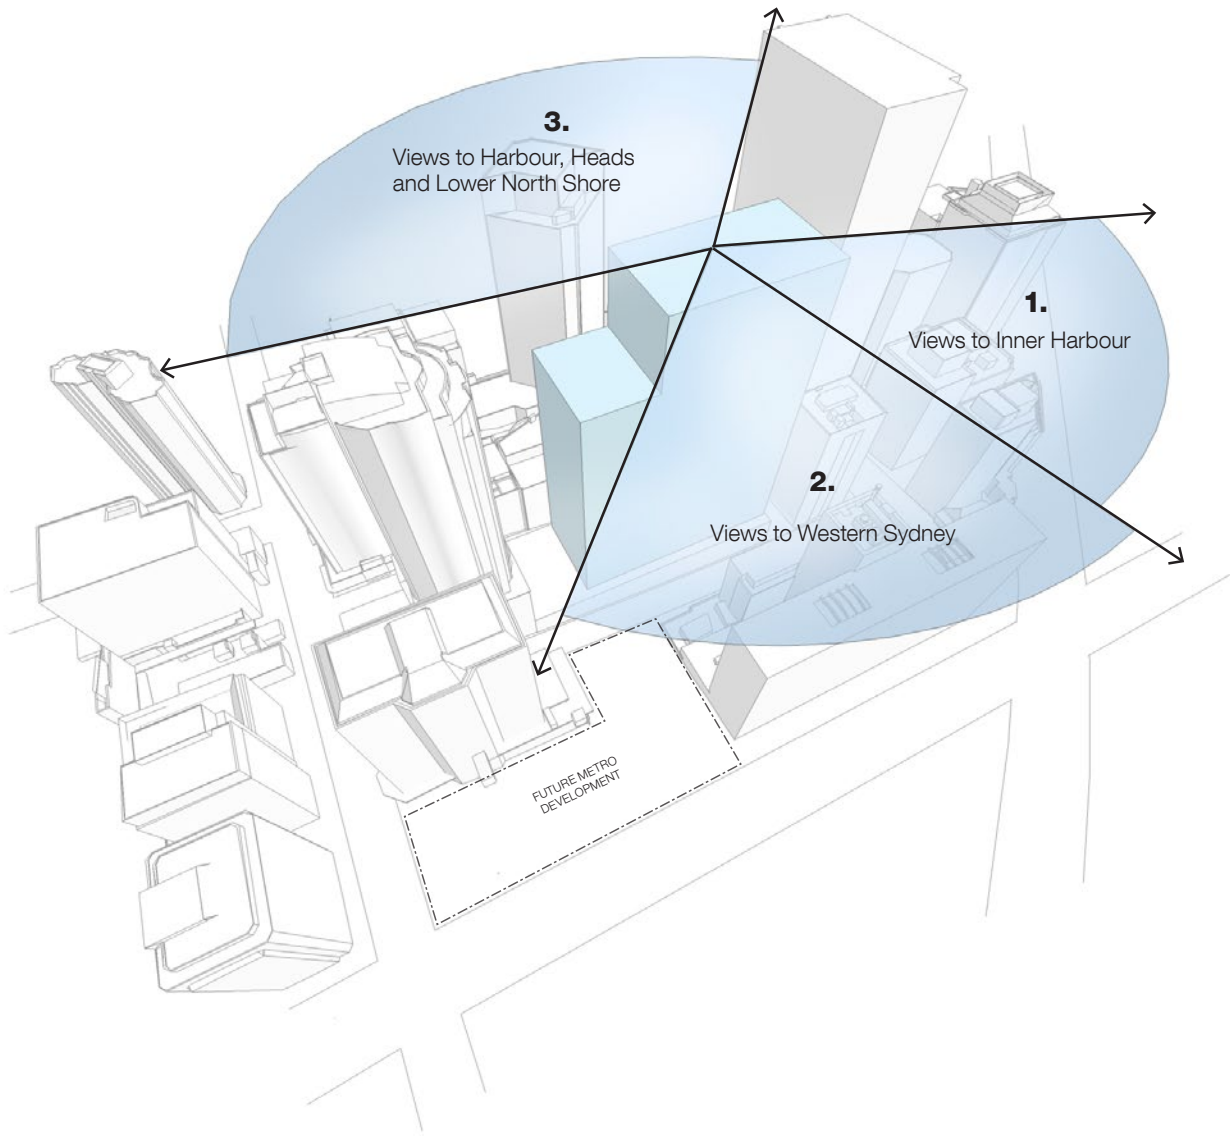 3.
Views to Harbour, Heads
and Lower North Shore
1.
Views to Inner Harbour
2.
Views to Western Sydney
FUTURE METRO
DEVELOPMENT